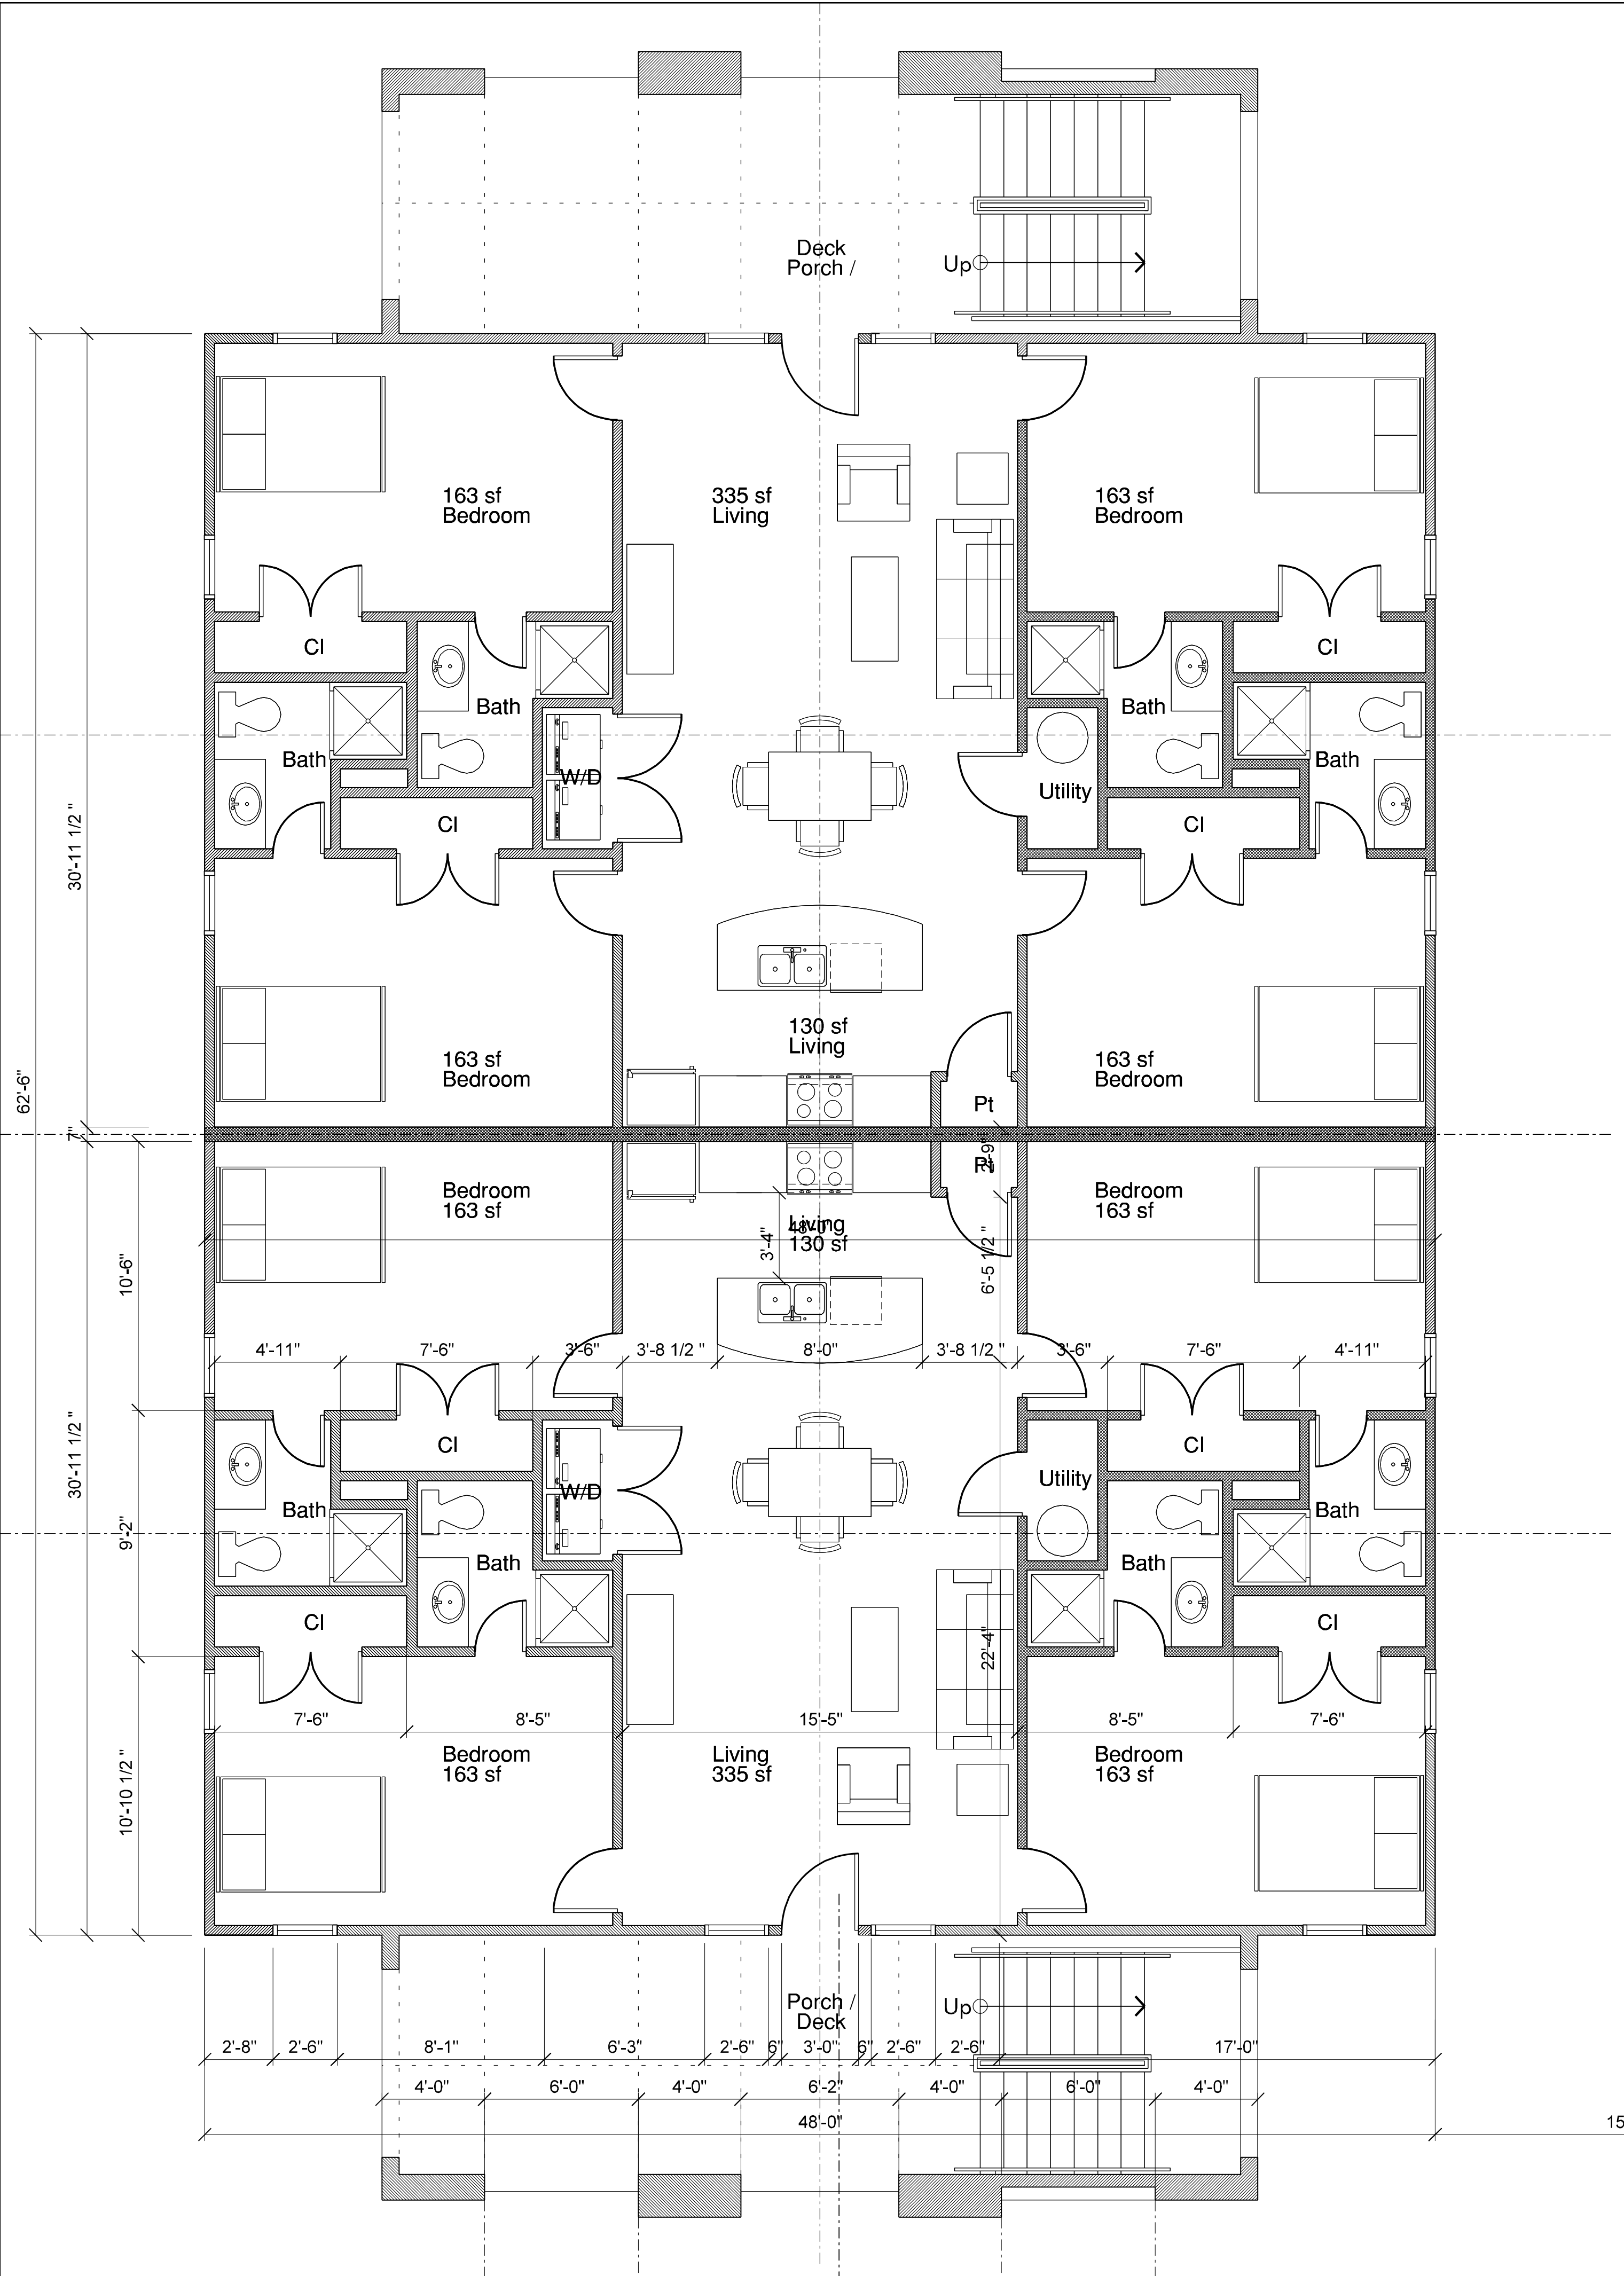 Deck
Porch /
Up
163 sf
Bedroom
335 sf
Living
163 sf
Bedroom
Cl
Cl
Bath
Bath
Bath
Bath
W/D
Utility
Cl
Cl
30'-11 1/2 "
130 sf
Living
163 sf
Bedroom
163 sf
Bedroom
62'-6"
Pt
7"
2'-9"
Pt
Bedroom
163 sf
Bedroom
163 sf
Living
48'-0"
130 sf
3'-4"
6'-5 1/2 "
10'-6"
4'-11"
7'-6"
3'-6"
3'-8 1/2 "
8'-0"
3'-8 1/2 "
3'-6"
7'-6"
4'-11"
30'-11 1/2 "
Cl
Cl
W/D
Utility
Bath
Bath
9'-2"
Bath
Bath
Cl
Cl
22'-4"
7'-6"
8'-5"
15'-5"
8'-5"
7'-6"
Bedroom
163 sf
Living
335 sf
Bedroom
163 sf
10'-10 1/2 "
Porch /
Deck
Up
2'-8"
2'-6"
8'-1"
6'-3"
2'-6"
6"
3'-0"
6"
2'-6"
2'-6"
17'-0"
4'-0"
6'-0"
4'-0"
6'-2"
4'-0"
6'-0"
4'-0"
48'-0"
15